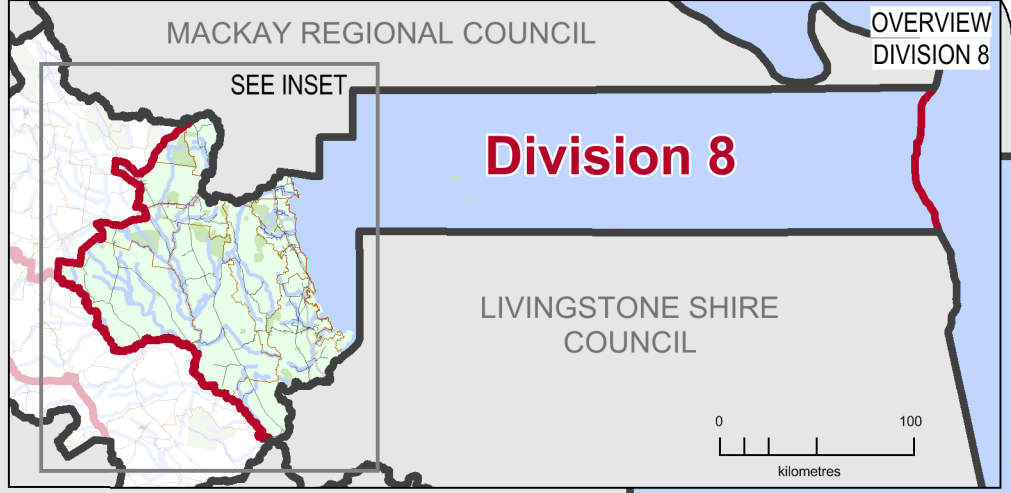 MACKAY REGIONAL COUNCIL
OVERVIEW
DIVISION 8
SEE INSET
Division 8
LIVINGSTONE SHIRE
COUNCIL
0 100
kilometres